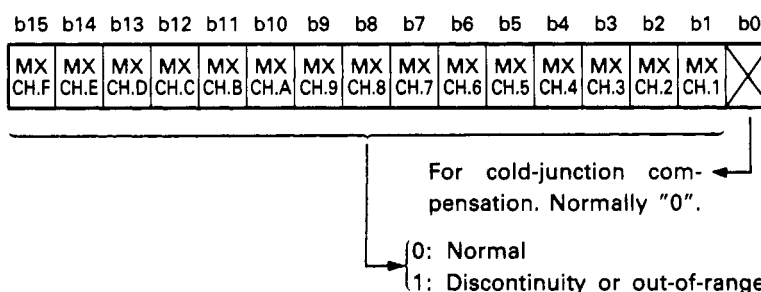 b15 b14 b13 b12 b11 b10 b9 b8 b7 b6 b5 b4 b3 b2 b1 b0
MX MX MX MX MX MX MX MX MX MX MX MX MX MX MX
CH.F CH.E CH.D CH.C CH.B CH.A CH.9 CH.8 CH.7 CH.6 CH.5 CH.4 CH.3 CH.2 CH.1
For cold-junction com-
pensation. Normally "0".
0: Normal
1: Discontinuity or out-of-range